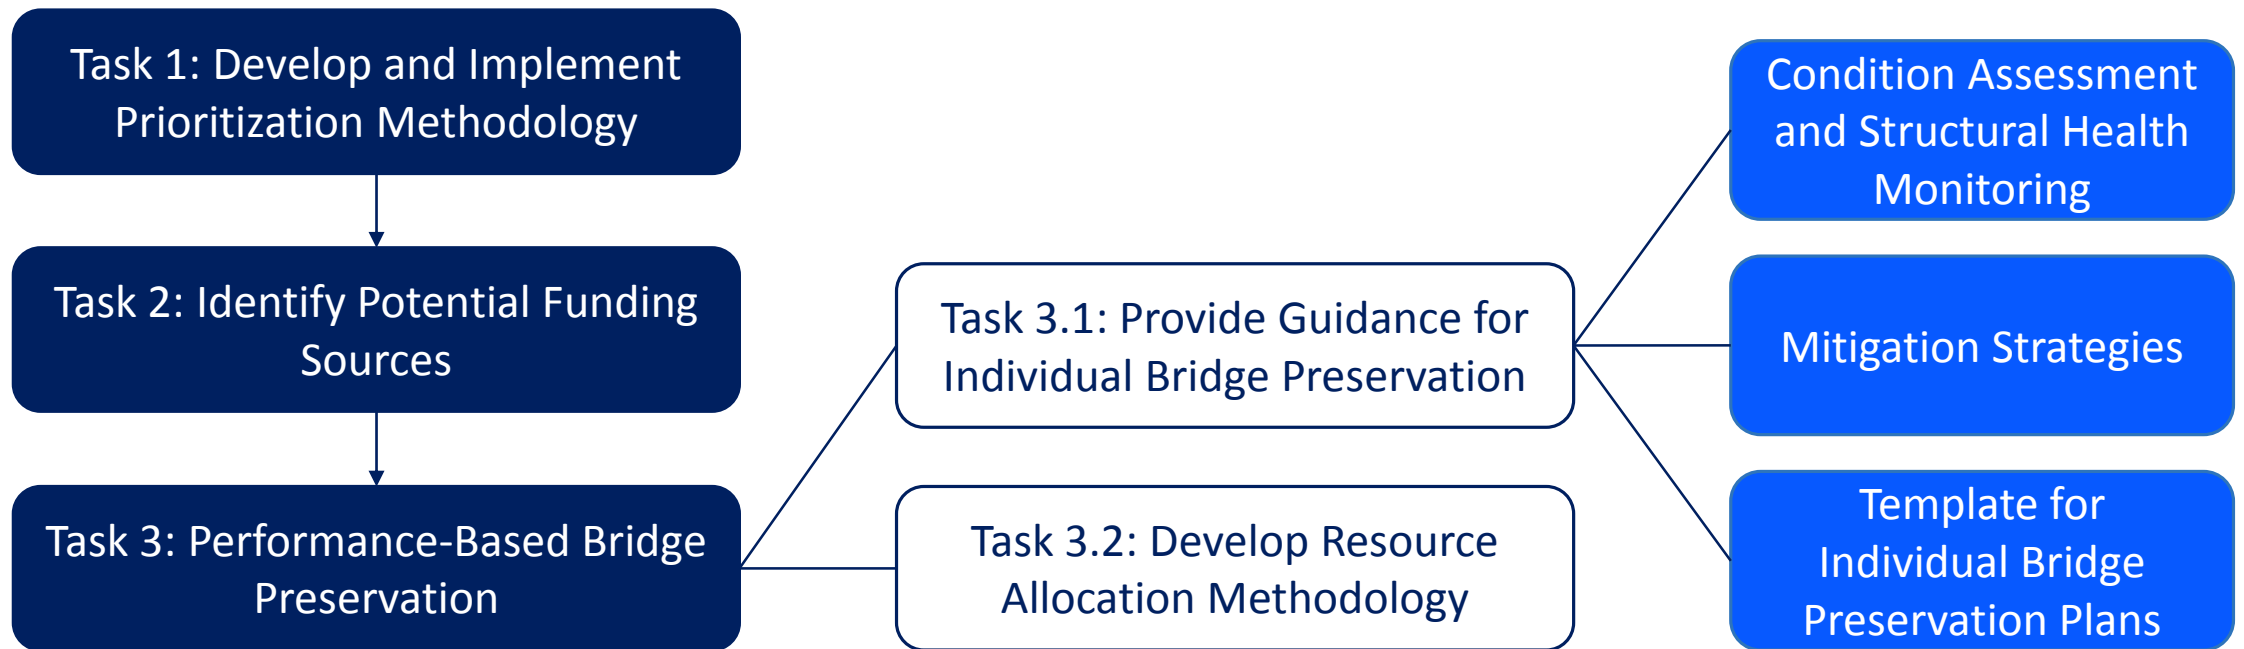 Task 1: Develop and Implement
Prioritization Methodology
Task 2: Identify Potential Funding
Sources
Task 3: Performance-Based Bridge
Preservation
Task 3.1: Provide Guidance for
Individual Bridge Preservation
Task 3.2: Develop Resource
Allocation Methodology
Condition Assessment
and Structural Health
Monitoring
Mitigation Strategies
Template for
Individual Bridge
Preservation Plans